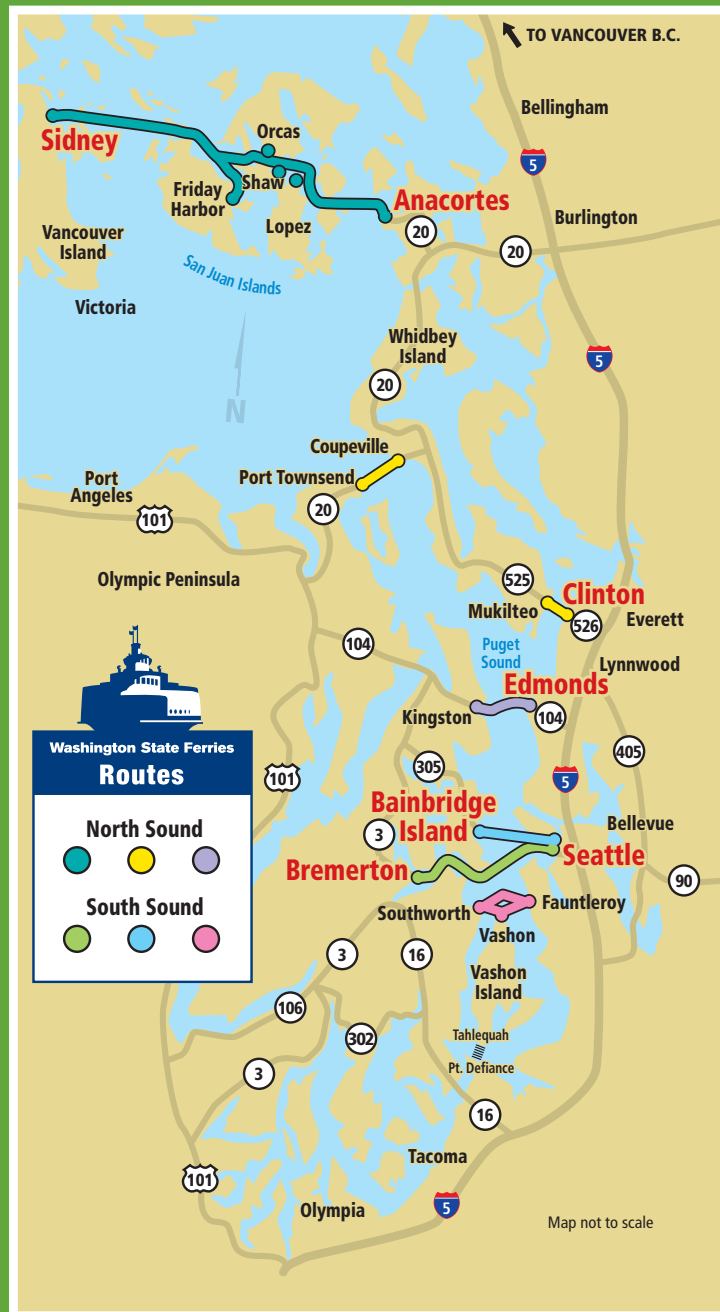 TO VANCOUVER B.C.
Bellingham
5
Orcas
Sidney
Shaw
Friday
Harbor
Anacortes
Lopez
20
Burlington
20
Vancouver
Island
San Juan Islands
Victoria
Whidbey
Island
5
20
N
Coupeville
Port Townsend
Port
Angeles
20
101
Olympic Peninsula
525
Clinton
Mukilteo
526
Everett
104
Puget
Sound
Lynnwood
Edmonds
Kingston
104
Washington State Ferries
Routes
North Sound
South Sound
101
305
405
5
Bainbridge
Island
3
Bellevue
Seattle
Bremerton
90
Southworth
Fauntleroy
Vashon
3
16
Vashon
Island
106
302
Tahlequah
Pt. Defiance
3
16
Tacoma
101
Olympia
5
Map not to scale